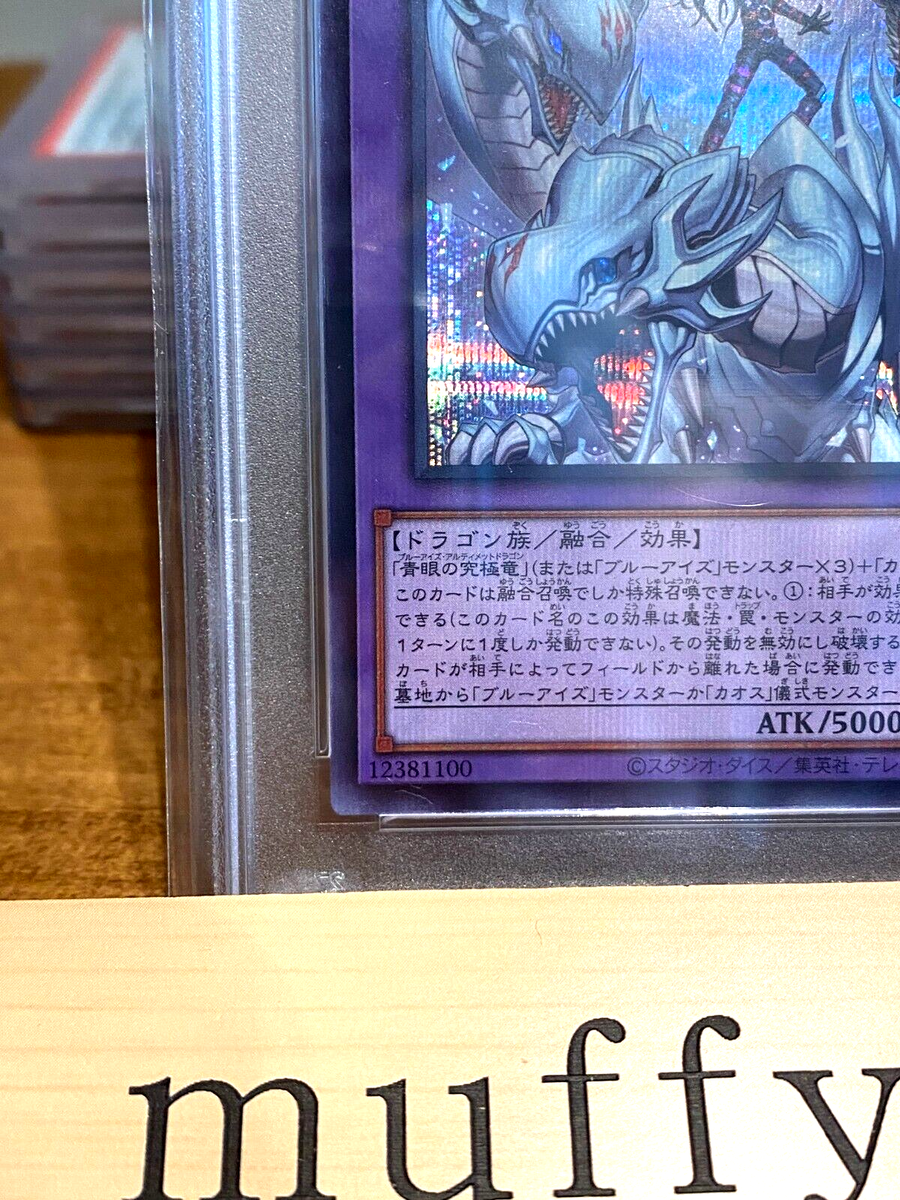 【ドラゴン族／融合／効果】
「青眼の究極竜」(または「ブルーアイズ」モンスター×3)＋「カ
このカードは融合召喚でしか特殊召喚できない。①：相手が効果
できる(このカード名のこの効果は魔法・罠・モンスターの効
1ターンに1度しか発動できない)。その発動を無効にし破壊する
カードが相手によってフィールドから離れた場合に発動でき
墓地から「ブルーアイズ」モンスターか「カオス」儀式モンスター
ATK/5000
12381100 ©スタジオ・ダイス／集英社・テレ
muffy